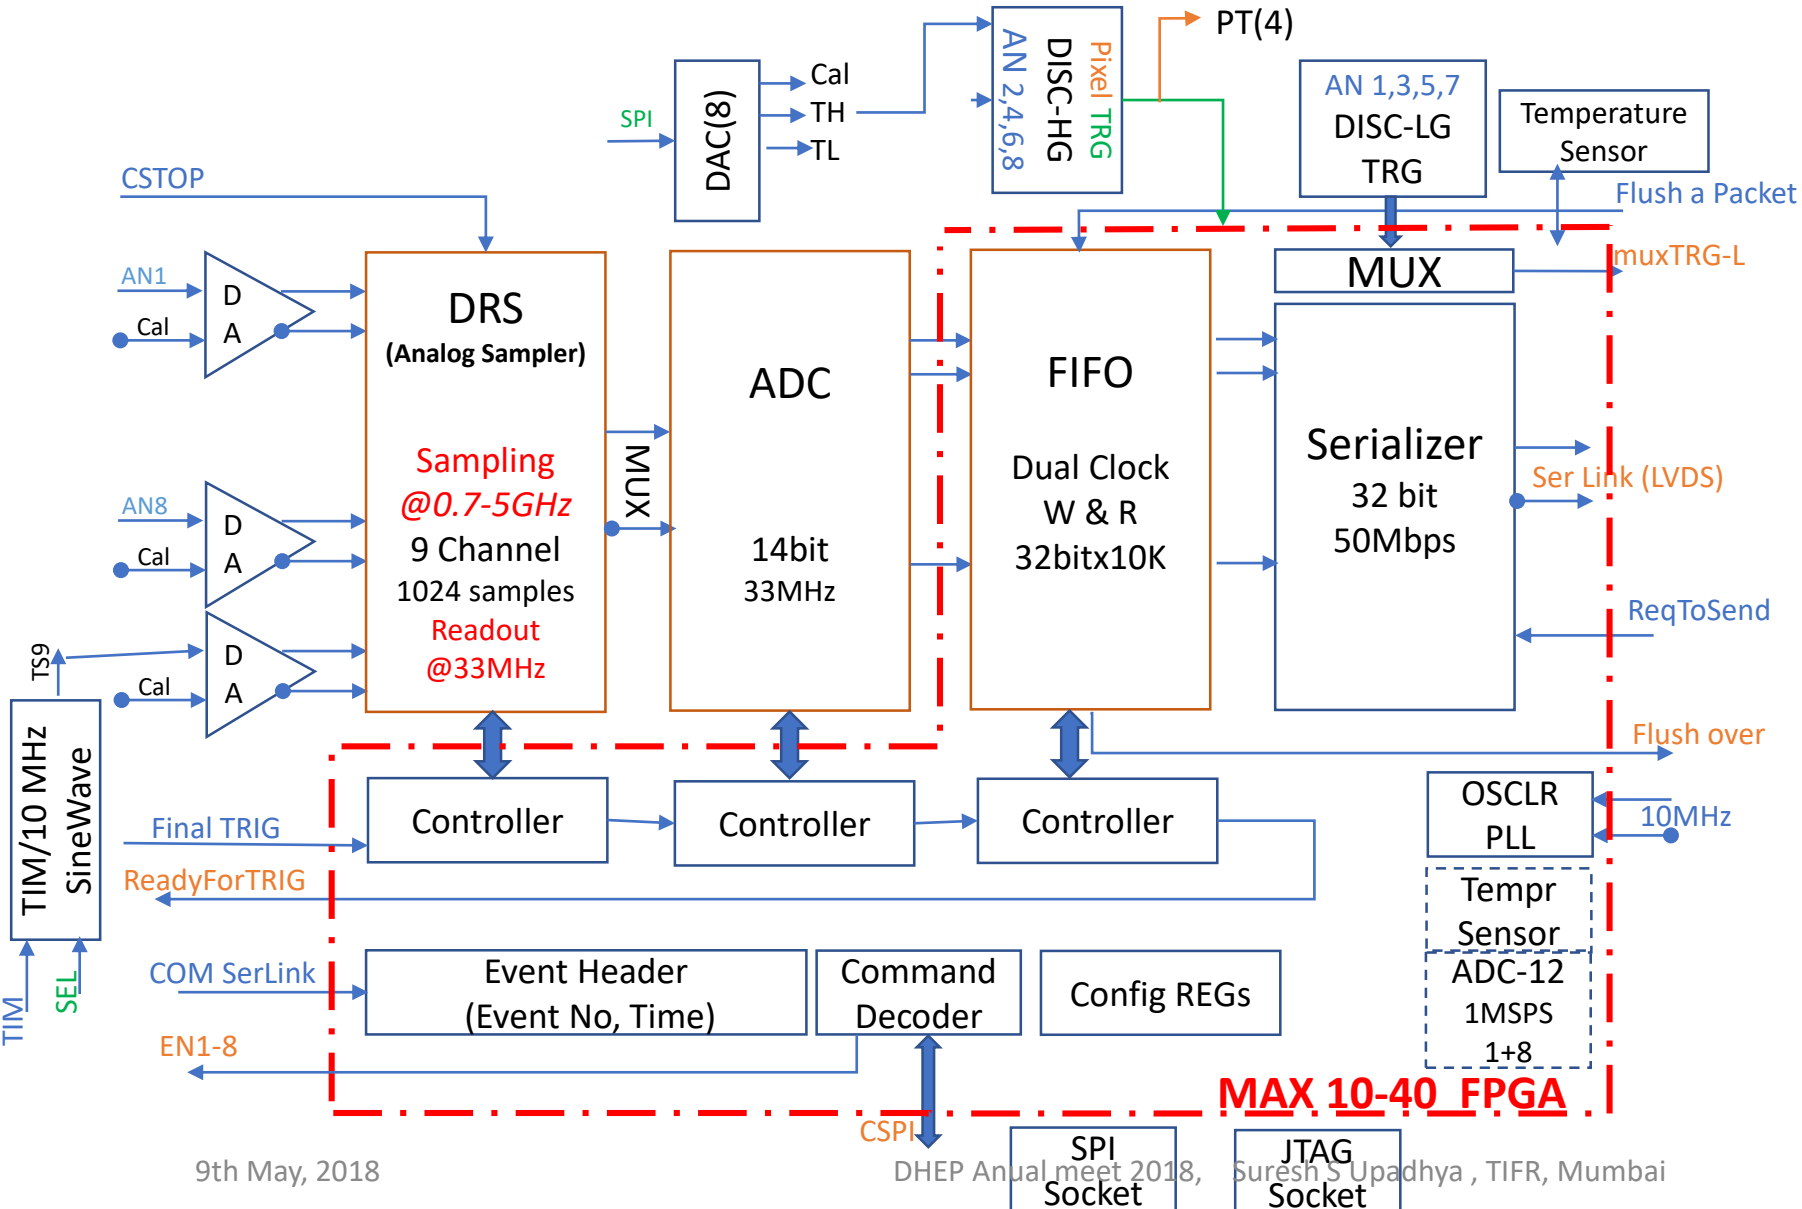 PT(4)
SPI
DAC(8)
Cal
TH
TL
AN 2,4,6,8
DISC-HG
Pixel TRG
AN 1,3,5,7
DISC-LG
TRG
Temperature
Sensor
CSTOP
Flush a Packet
AN1
Cal
D
A
DRS
(Analog Sampler)
Sampling
@0.7-5GHz
9 Channel
1024 samples
Readout
@33MHz
MUX
ADC
14bit
33MHz
FIFO
Dual Clock
W & R
32bitx10K
MUX
muxTRG-L
Serializer
32 bit
50Mbps
Ser Link (LVDS)
AN8
Cal
D
A
TS9
Cal
D
A
ReqToSend
Flush over
TIM/10 MHz
SineWave
TIM
SEL
Final TRIG
Controller
Controller
Controller
OSCLR
PLL
10MHz
ReadyForTRIG
Tempr
Sensor
ADC-12
1MSPS
1+8
COM SerLink
Event Header
(Event No, Time)
Command
Decoder
Config REGs
EN1-8
MAX 10-40 FPGA
CSPI
SPI
Socket
JTAG
Socket
9th May, 2018
DHEP Anual meet 2018, Suresh S Upadhya , TIFR, Mumbai